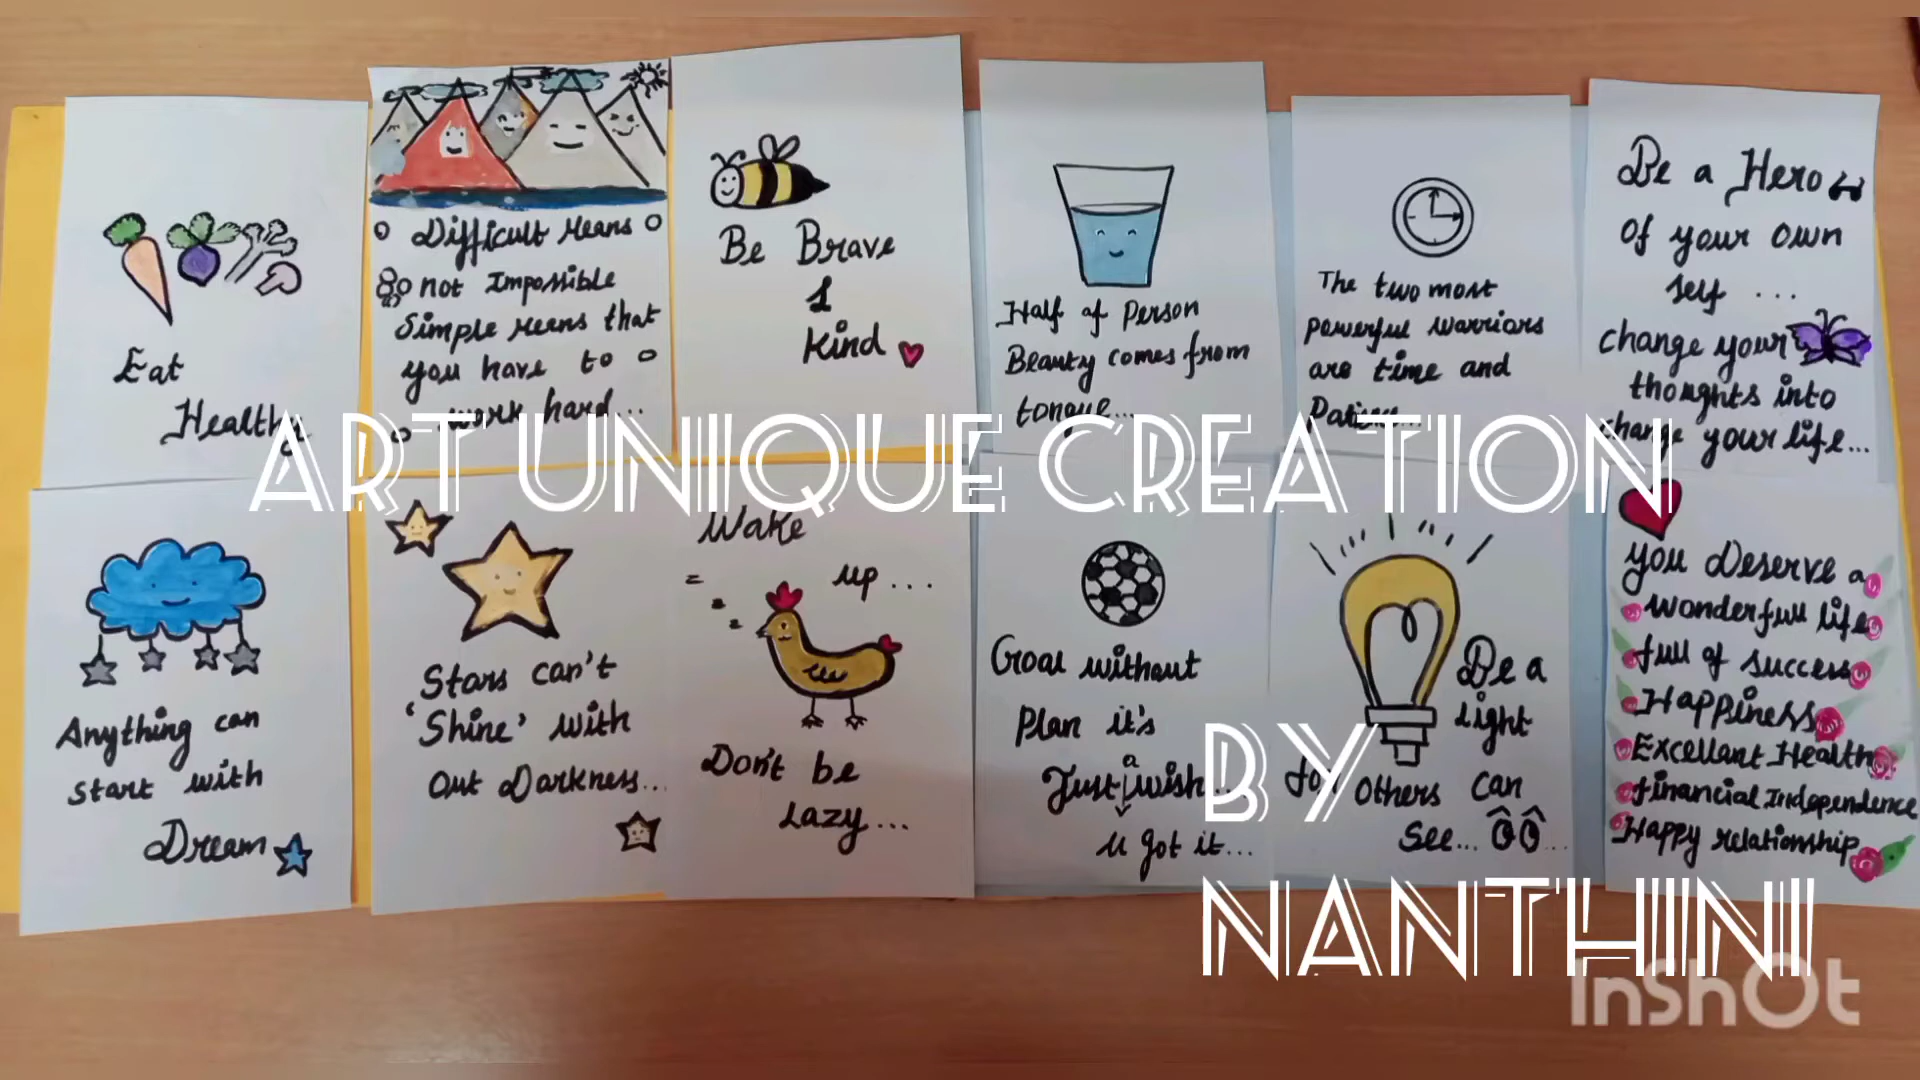 Eat
Healthy
Difficult Means
not Impossible
Simple Means that
you have to
work hard...
Be Brave
&
Kind
Half of Person
Beauty comes from
tongue...
The two most
powerful warriors
are time and
Patience...
Be a Hero
Of your own
self ...
change your
thoughts into
change your life...
ART UNIQUE CREATION
Anything can
start with
Dream
Stars can't
'Shine' with
Out Darkness...
Wake
up...
Don't be
Lazy...
Goal without
Plan it's
Just a wish...
u got it...
Be a
light
for others can
See...
You Deserve a
Wonderfull life
full of success
Happiness
Excellant Health
financial Independence
Happy relationship
BY
NANTHINI
InShOt